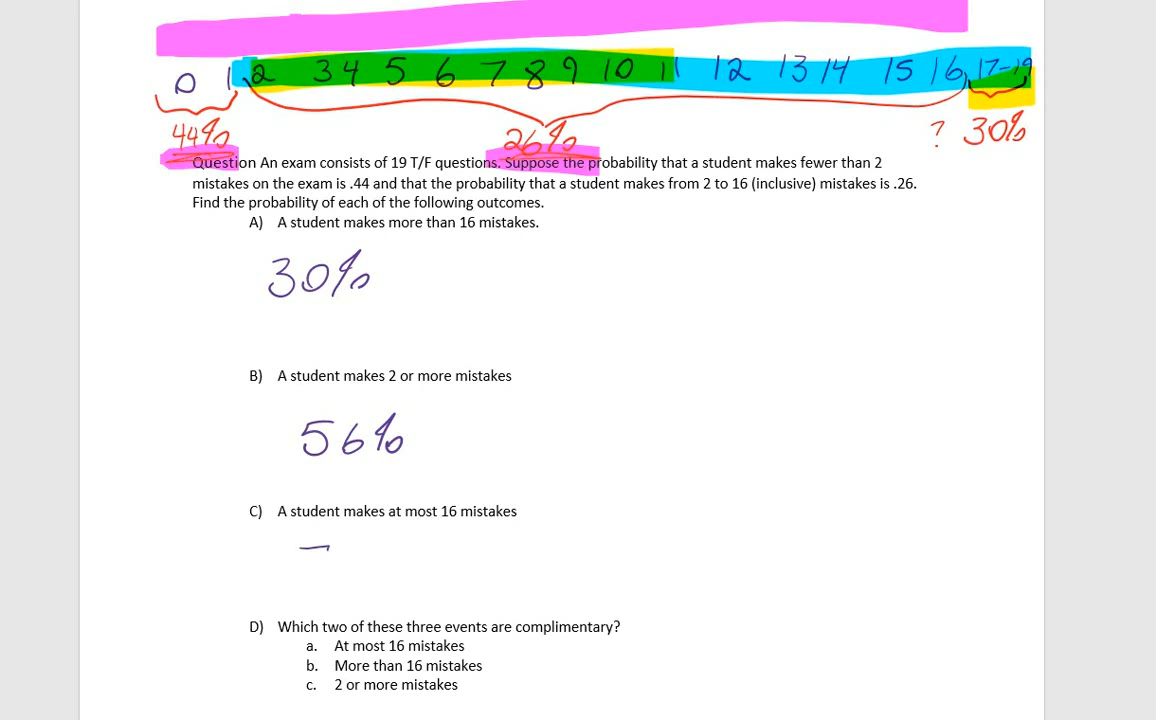 0 1, 2 3 4 5 6 7 8 9 10 11 12 13 14 15 16, 17-19
44% 26% ? 30%
Question An exam consists of 19 T/F questions. Suppose the probability that a student makes fewer than 2
mistakes on the exam is .44 and that the probability that a student makes from 2 to 16 (inclusive) mistakes is .26.
Find the probability of each of the following outcomes.
A) A student makes more than 16 mistakes.
30%
B) A student makes 2 or more mistakes
56%
C) A student makes at most 16 mistakes
D) Which two of these three events are complimentary?
a. At most 16 mistakes
b. More than 16 mistakes
c. 2 or more mistakes